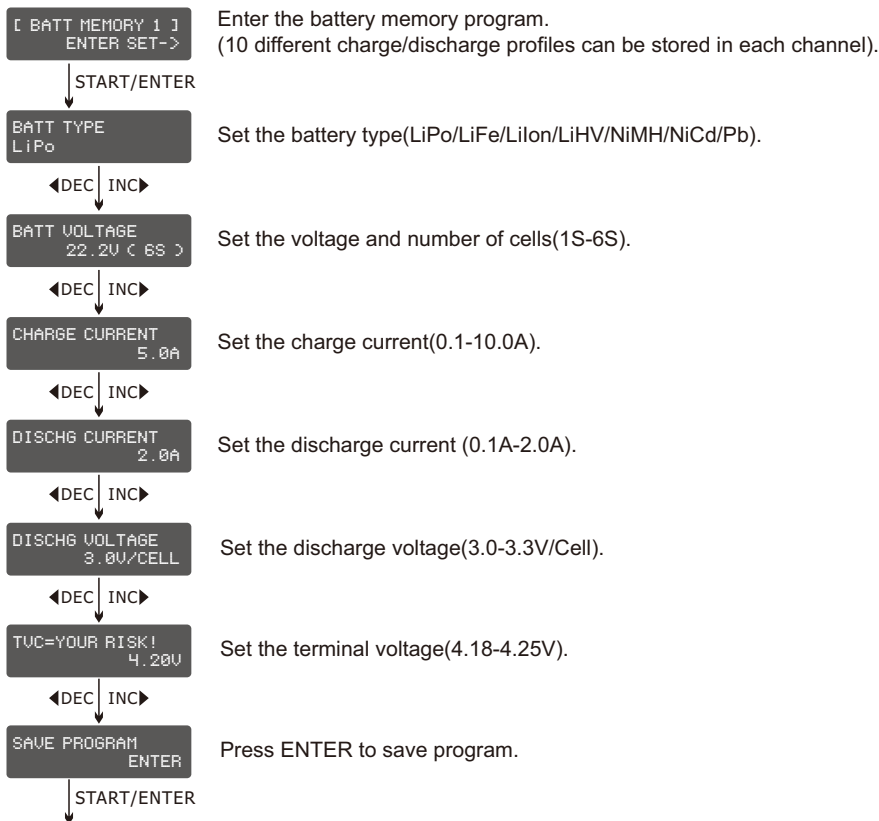 [ BATT MEMORY 1 ]
ENTER SET->
Enter the battery memory program.
(10 different charge/discharge profiles can be stored in each channel).
START/ENTER
BATT TYPE
LiPo
Set the battery type(LiPo/LiFe/LiIon/LiHV/NiMH/NiCd/Pb).
◀DEC INC▶
BATT VOLTAGE
22.2V ( 6S )
Set the voltage and number of cells(1S-6S).
◀DEC INC▶
CHARGE CURRENT
5.0A
Set the charge current(0.1-10.0A).
◀DEC INC▶
DISCHG CURRENT
2.0A
Set the discharge current (0.1A-2.0A).
◀DEC INC▶
DISCHG VOLTAGE
3.0V/CELL
Set the discharge voltage(3.0-3.3V/Cell).
◀DEC INC▶
TVC=YOUR RISK!
4.20V
Set the terminal voltage(4.18-4.25V).
◀DEC INC▶
SAVE PROGRAM
ENTER
Press ENTER to save program.
START/ENTER